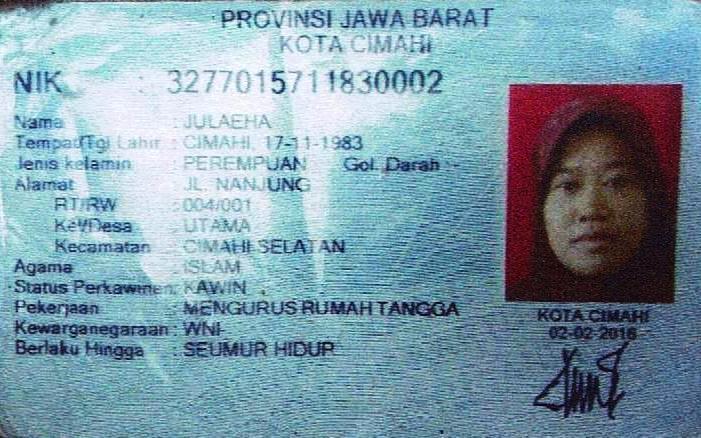 PROVINSI JAWA BARAT
KOTA CIMAHI
NIK : 3277015711830002
Nama : JULAEHA
Tempat/Tgl Lahir : CIMAHI, 17-11-1983
Jenis kelamin : PEREMPUAN Gol. Darah :-
Alamat : JL. NANJUNG
RT/RW : 004/001
Kel/Desa : UTAMA
Kecamatan : CIMAHI SELATAN
Agama : ISLAM
Status Perkawinan: KAWIN
Pekerjaan : MENGURUS RUMAH TANGGA
Kewarganegaraan : WNI
Berlaku Hingga : SEUMUR HIDUP
KOTA CIMAHI
02-02-2016